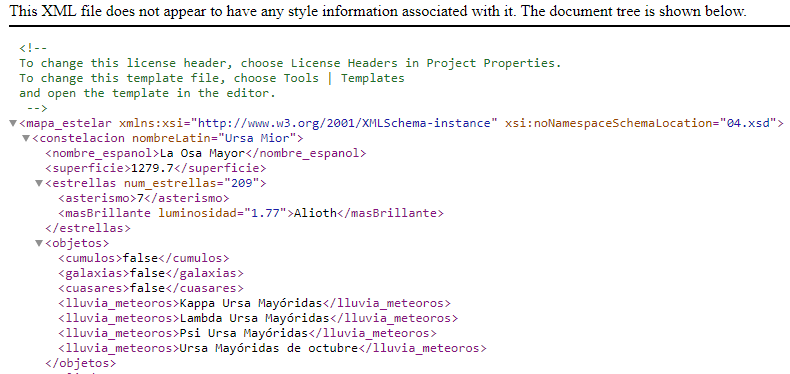 This XML file does not appear to have any style information associated with it. The document tree is shown below.
<!--
To change this license header, choose License Headers in Project Properties.
To change this template file, choose Tools | Templates
and open the template in the editor.
-->
▼<mapa_estelar xmlns:xsi="http://www.w3.org/2001/XMLSchema-instance" xsi:noNamespaceSchemaLocation="04.xsd">
▼<constelacion nombreLatin="Ursa Mior">
<nombre_espanol>La Osa Mayor</nombre_espanol>
<superficie>1279.7</superficie>
▼<estrellas num_estrellas="209">
<asterismo>7</asterismo>
<masBrillante luminosidad="1.77">Alioth</masBrillante>
</estrellas>
▼<objetos>
<cumulos>false</cumulos>
<galaxias>false</galaxias>
<cuasares>false</cuasares>
<lluvia_meteoros>Kappa Ursa Mayóridas</lluvia_meteoros>
<lluvia_meteoros>Lambda Ursa Mayóridas</lluvia_meteoros>
<lluvia_meteoros>Psi Ursa Mayóridas</lluvia_meteoros>
<lluvia_meteoros>Ursa Mayóridas de octubre</lluvia_meteoros>
</objetos>